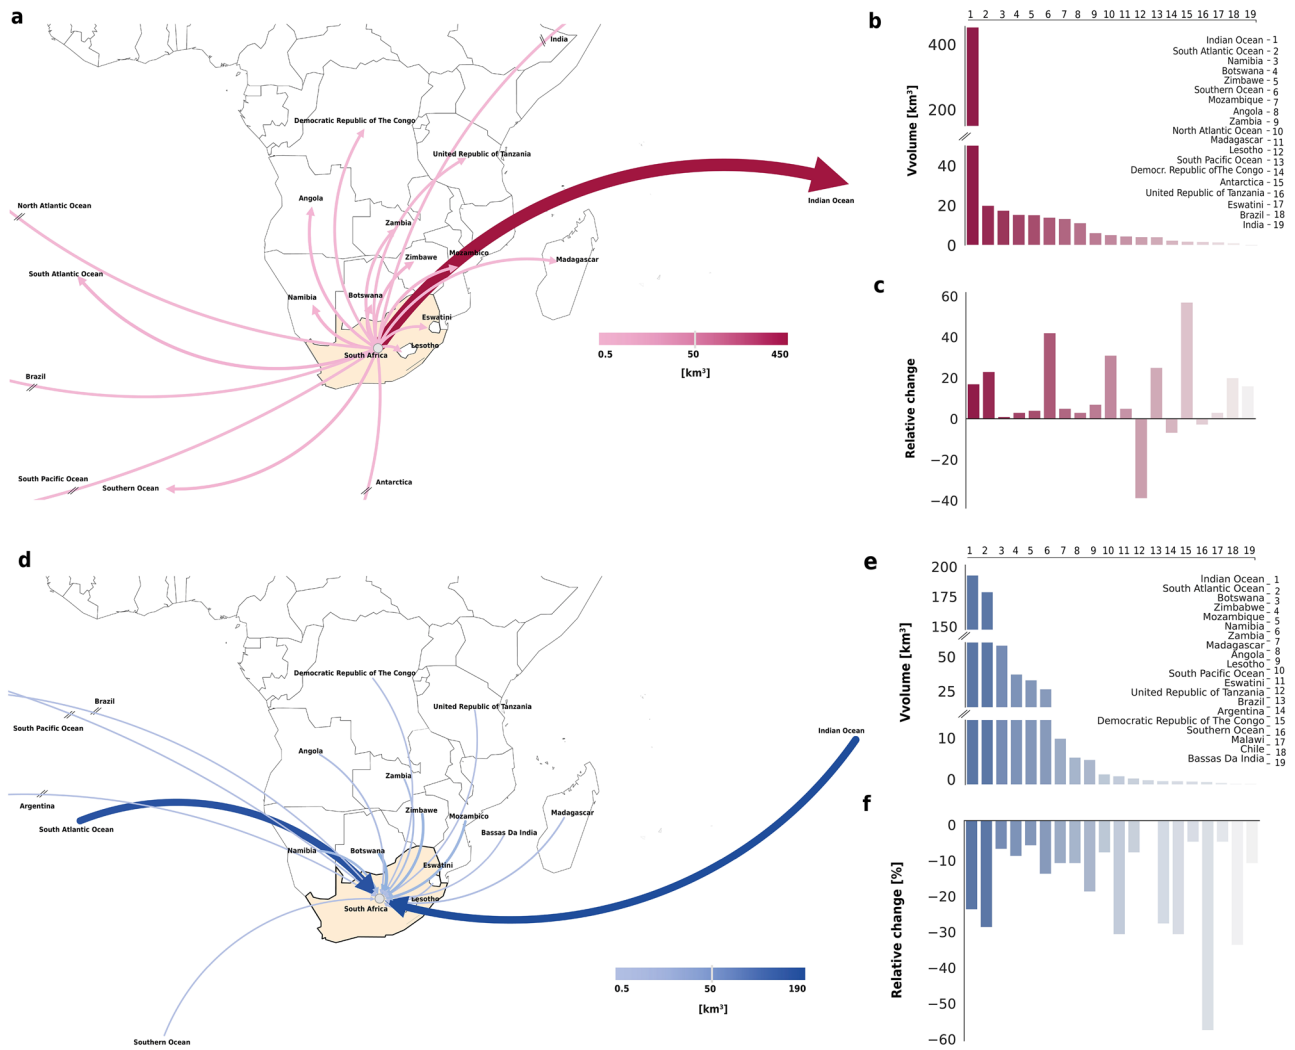 a
India
Democratic Republic of The Congo
United Republic of Tanzania
Angola
North Atlantic Ocean
Indian Ocean
Zambia
Mozambico
Zimbawe
Madagascar
South Atlantic Ocean
Namibia
Botswana
Eswatini
Lesotho
South Africa
Brazil
0.5 50 450
[km³]
South Pacific Ocean
Southern Ocean
Antarctica
b
1 2 3 4 5 6 7 8 9 10 11 12 13 14 15 16 17 18 19
Vvolume [km³]
400
200
40
20
0
Indian Ocean - 1
South Atlantic Ocean - 2
Namibia - 3
Botswana - 4
Zimbawe - 5
Southern Ocean - 6
Mozambique - 7
Angola - 8
Zambia - 9
North Atlantic Ocean - 10
Madagascar - 11
Lesotho - 12
South Pacific Ocean - 13
Democr. Republic ofThe Congo - 14
Antarctica - 15
United Republic of Tanzania - 16
Eswatini - 17
Brazil - 18
India - 19
c
Relative change
60
40
20
0
−20
−40
d
Democratic Republic of The Congo
United Republic of Tanzania
Brazil
South Pacific Ocean
Indian Ocean
Angola
Zambia
Argentina
South Atlantic Ocean
Zimbawe
Mozambico
Madagascar
Bassas Da India
Namibia
Botswana
Eswatini
Lesotho
South Africa
0.5 50 190
[km³]
Southern Ocean
e
1 2 3 4 5 6 7 8 9 10 11 12 13 14 15 16 17 18 19
Vvolume [km³]
200
175
150
50
25
10
0
Indian Ocean - 1
South Atlantic Ocean - 2
Botswana - 3
Zimbabwe - 4
Mozambique - 5
Namibia - 6
Zambia - 7
Madagascar - 8
Angola - 9
Lesotho - 10
South Pacific Ocean - 11
Eswatini - 12
United Republic of Tanzania - 13
Brazil - 14
Argentina - 15
Democratic Republic of The Congo - 16
Southern Ocean - 17
Malawi - 18
Chile - 19
Bassas Da India
f
Relative change [%]
0
−10
−20
−30
−40
−50
−60